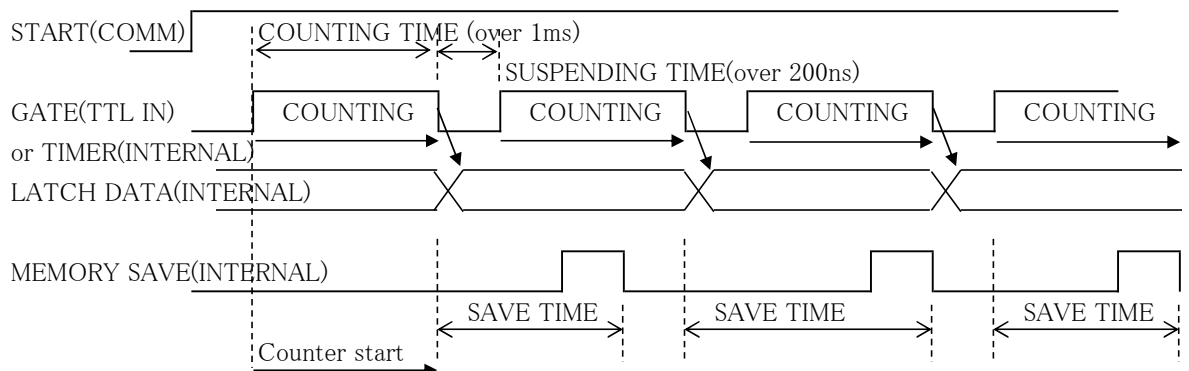 START(COMM)
COUNTING TIME (over 1ms)
SUSPENDING TIME(over 200ns)
GATE(TTL IN)
COUNTING COUNTING COUNTING COUNTING
or TIMER(INTERNAL)
LATCH DATA(INTERNAL)
MEMORY SAVE(INTERNAL)
SAVE TIME SAVE TIME SAVE TIME
Counter start